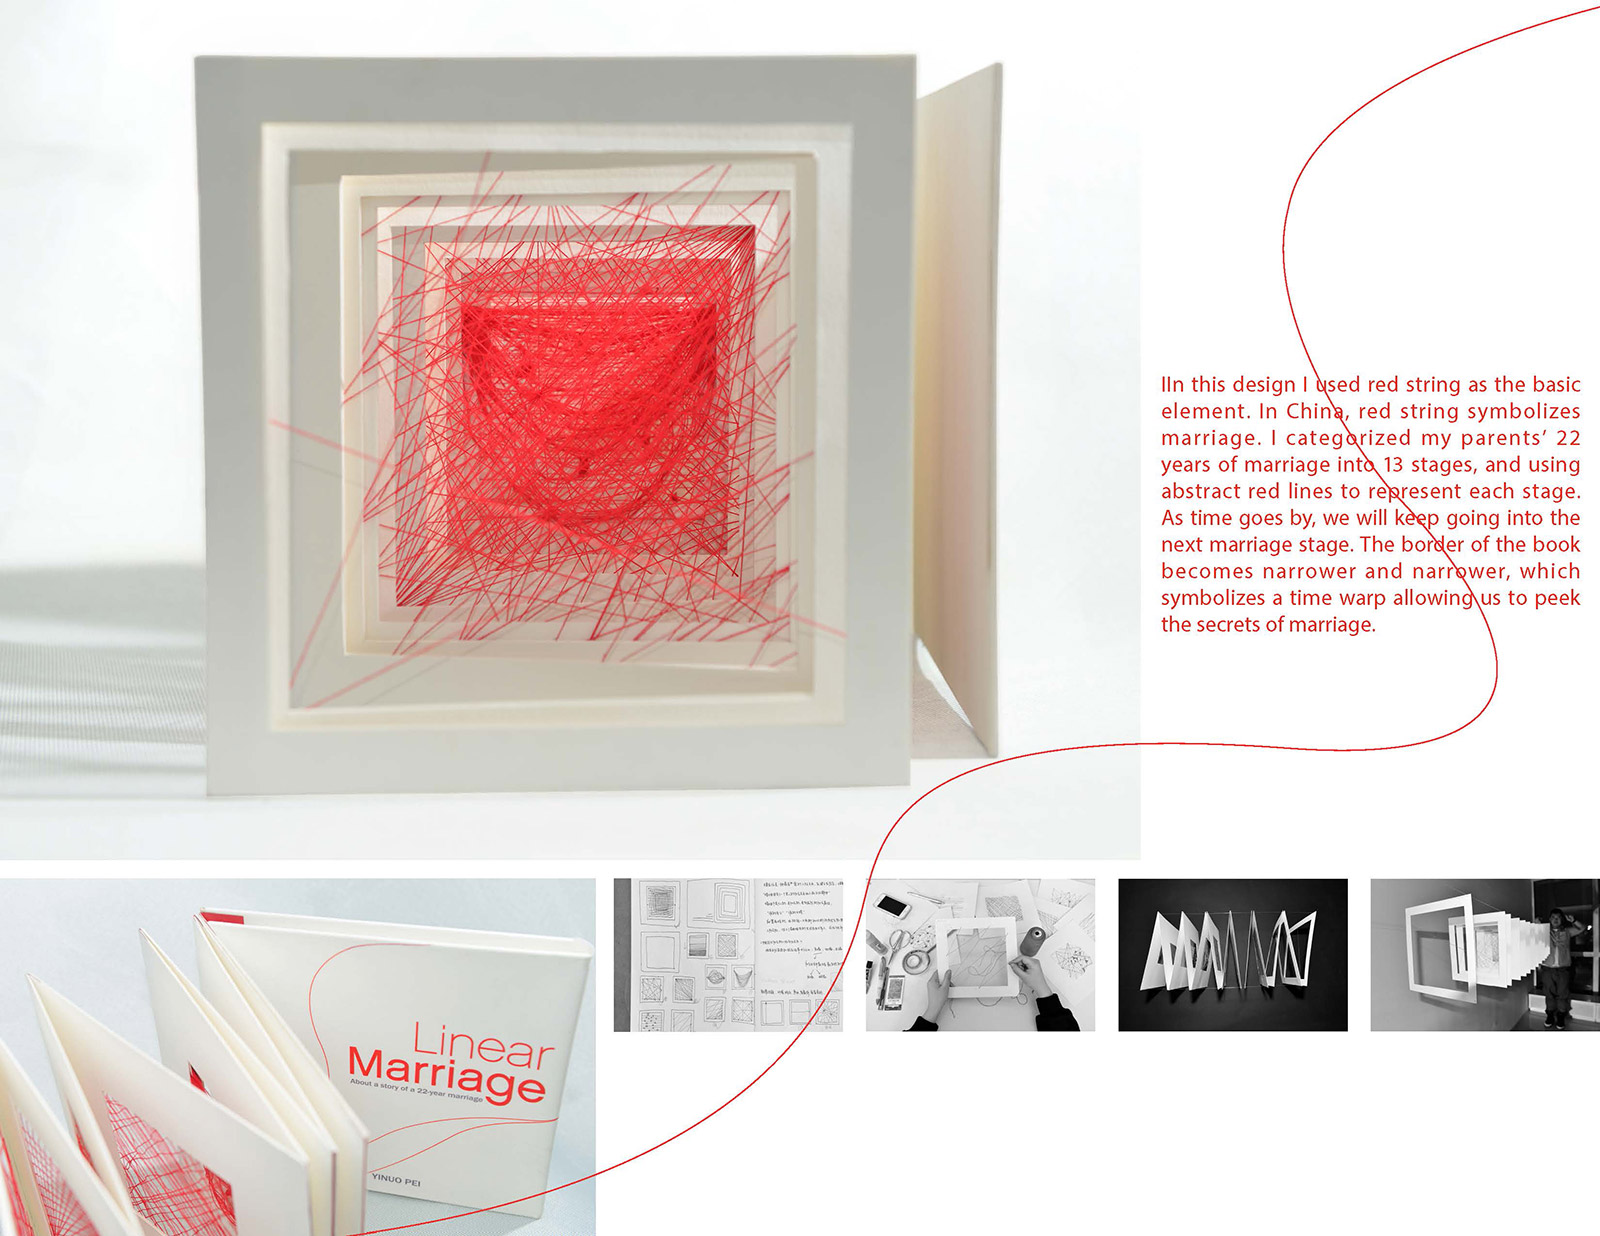 IIn this design I used red string as the basic
element. In China, red string symbolizes
marriage. I categorized my parents’ 22
years of marriage into 13 stages, and using
abstract red lines to represent each stage.
As time goes by, we will keep going into the
next marriage stage. The border of the book
becomes narrower and narrower, which
symbolizes a time warp allowing us to peek
the secrets of marriage.
Linear
Marriage
About a story of a 22-year marriage
YINUO PEI